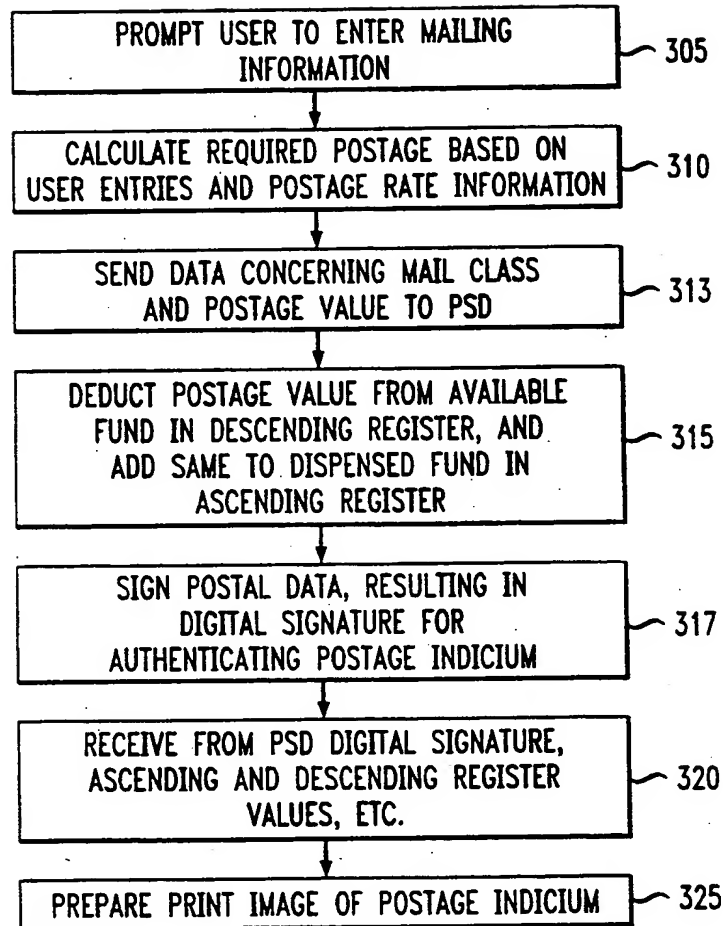 PROMPT USER TO ENTER MAILING
INFORMATION
305
CALCULATE REQUIRED POSTAGE BASED ON
USER ENTRIES AND POSTAGE RATE INFORMATION
310
SEND DATA CONCERNING MAIL CLASS
AND POSTAGE VALUE TO PSD
313
DEDUCT POSTAGE VALUE FROM AVAILABLE
FUND IN DESCENDING REGISTER, AND
ADD SAME TO DISPENSED FUND IN
ASCENDING REGISTER
315
SIGN POSTAL DATA, RESULTING IN
DIGITAL SIGNATURE FOR
AUTHENTICATING POSTAGE INDICIUM
317
RECEIVE FROM PSD DIGITAL SIGNATURE,
ASCENDING AND DESCENDING REGISTER
VALUES, ETC.
320
PREPARE PRINT IMAGE OF POSTAGE INDICIUM
325